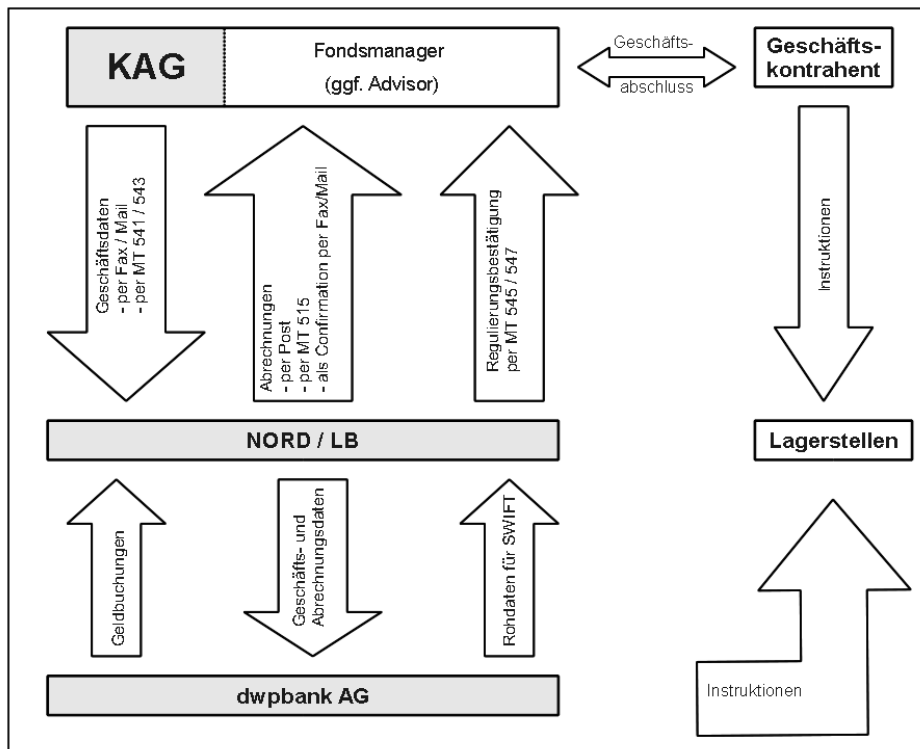 KAG
Fondsmanager
(ggf. Advisor)
Geschäfts-
abschluss
Geschäfts-
kontrahent
Geschäftsdaten
- per Fax / Mail
- per MT 541 / 543
Abrechnungen
- per Post
- per MT 515
- als Confirmation per Fax/Mail
Regulierungsbestätigung
per MT 545 / 547
Instruktionen
NORD / LB
Lagerstellen
Geldbuchungen
Geschäfts- und
Abrechnungsdaten
Rohdaten für SWIFT
Instruktionen
dwpbank AG